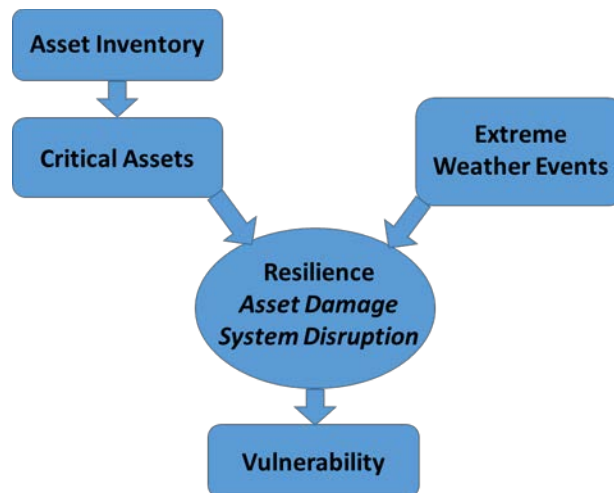 Asset Inventory
Critical Assets
Extreme
Weather Events
Resilience
Asset Damage
System Disruption
Vulnerability